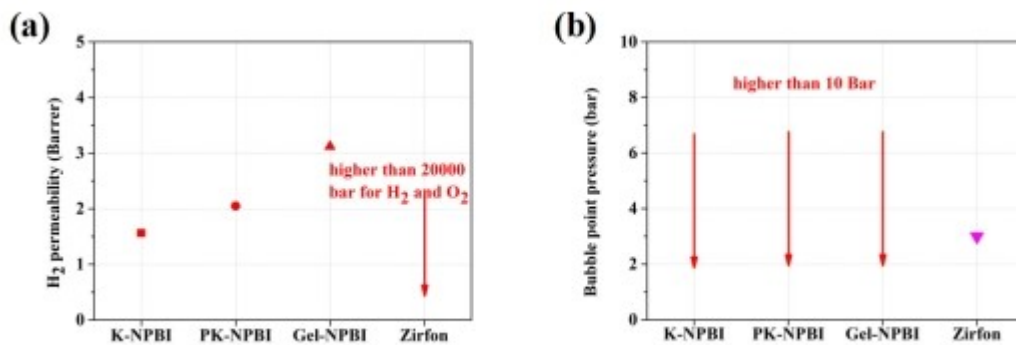 (a)
H2 permeability (Barrer)
5
4
3
2
1
0
higher than 20000
bar for H2 and O2
K-NPBI PK-NPBI Gel-NPBI Zirfon
(b)
Bubble point pressure (bar)
10
8
6
4
2
0
higher than 10 Bar
K-NPBI PK-NPBI Gel-NPBI Zirfon